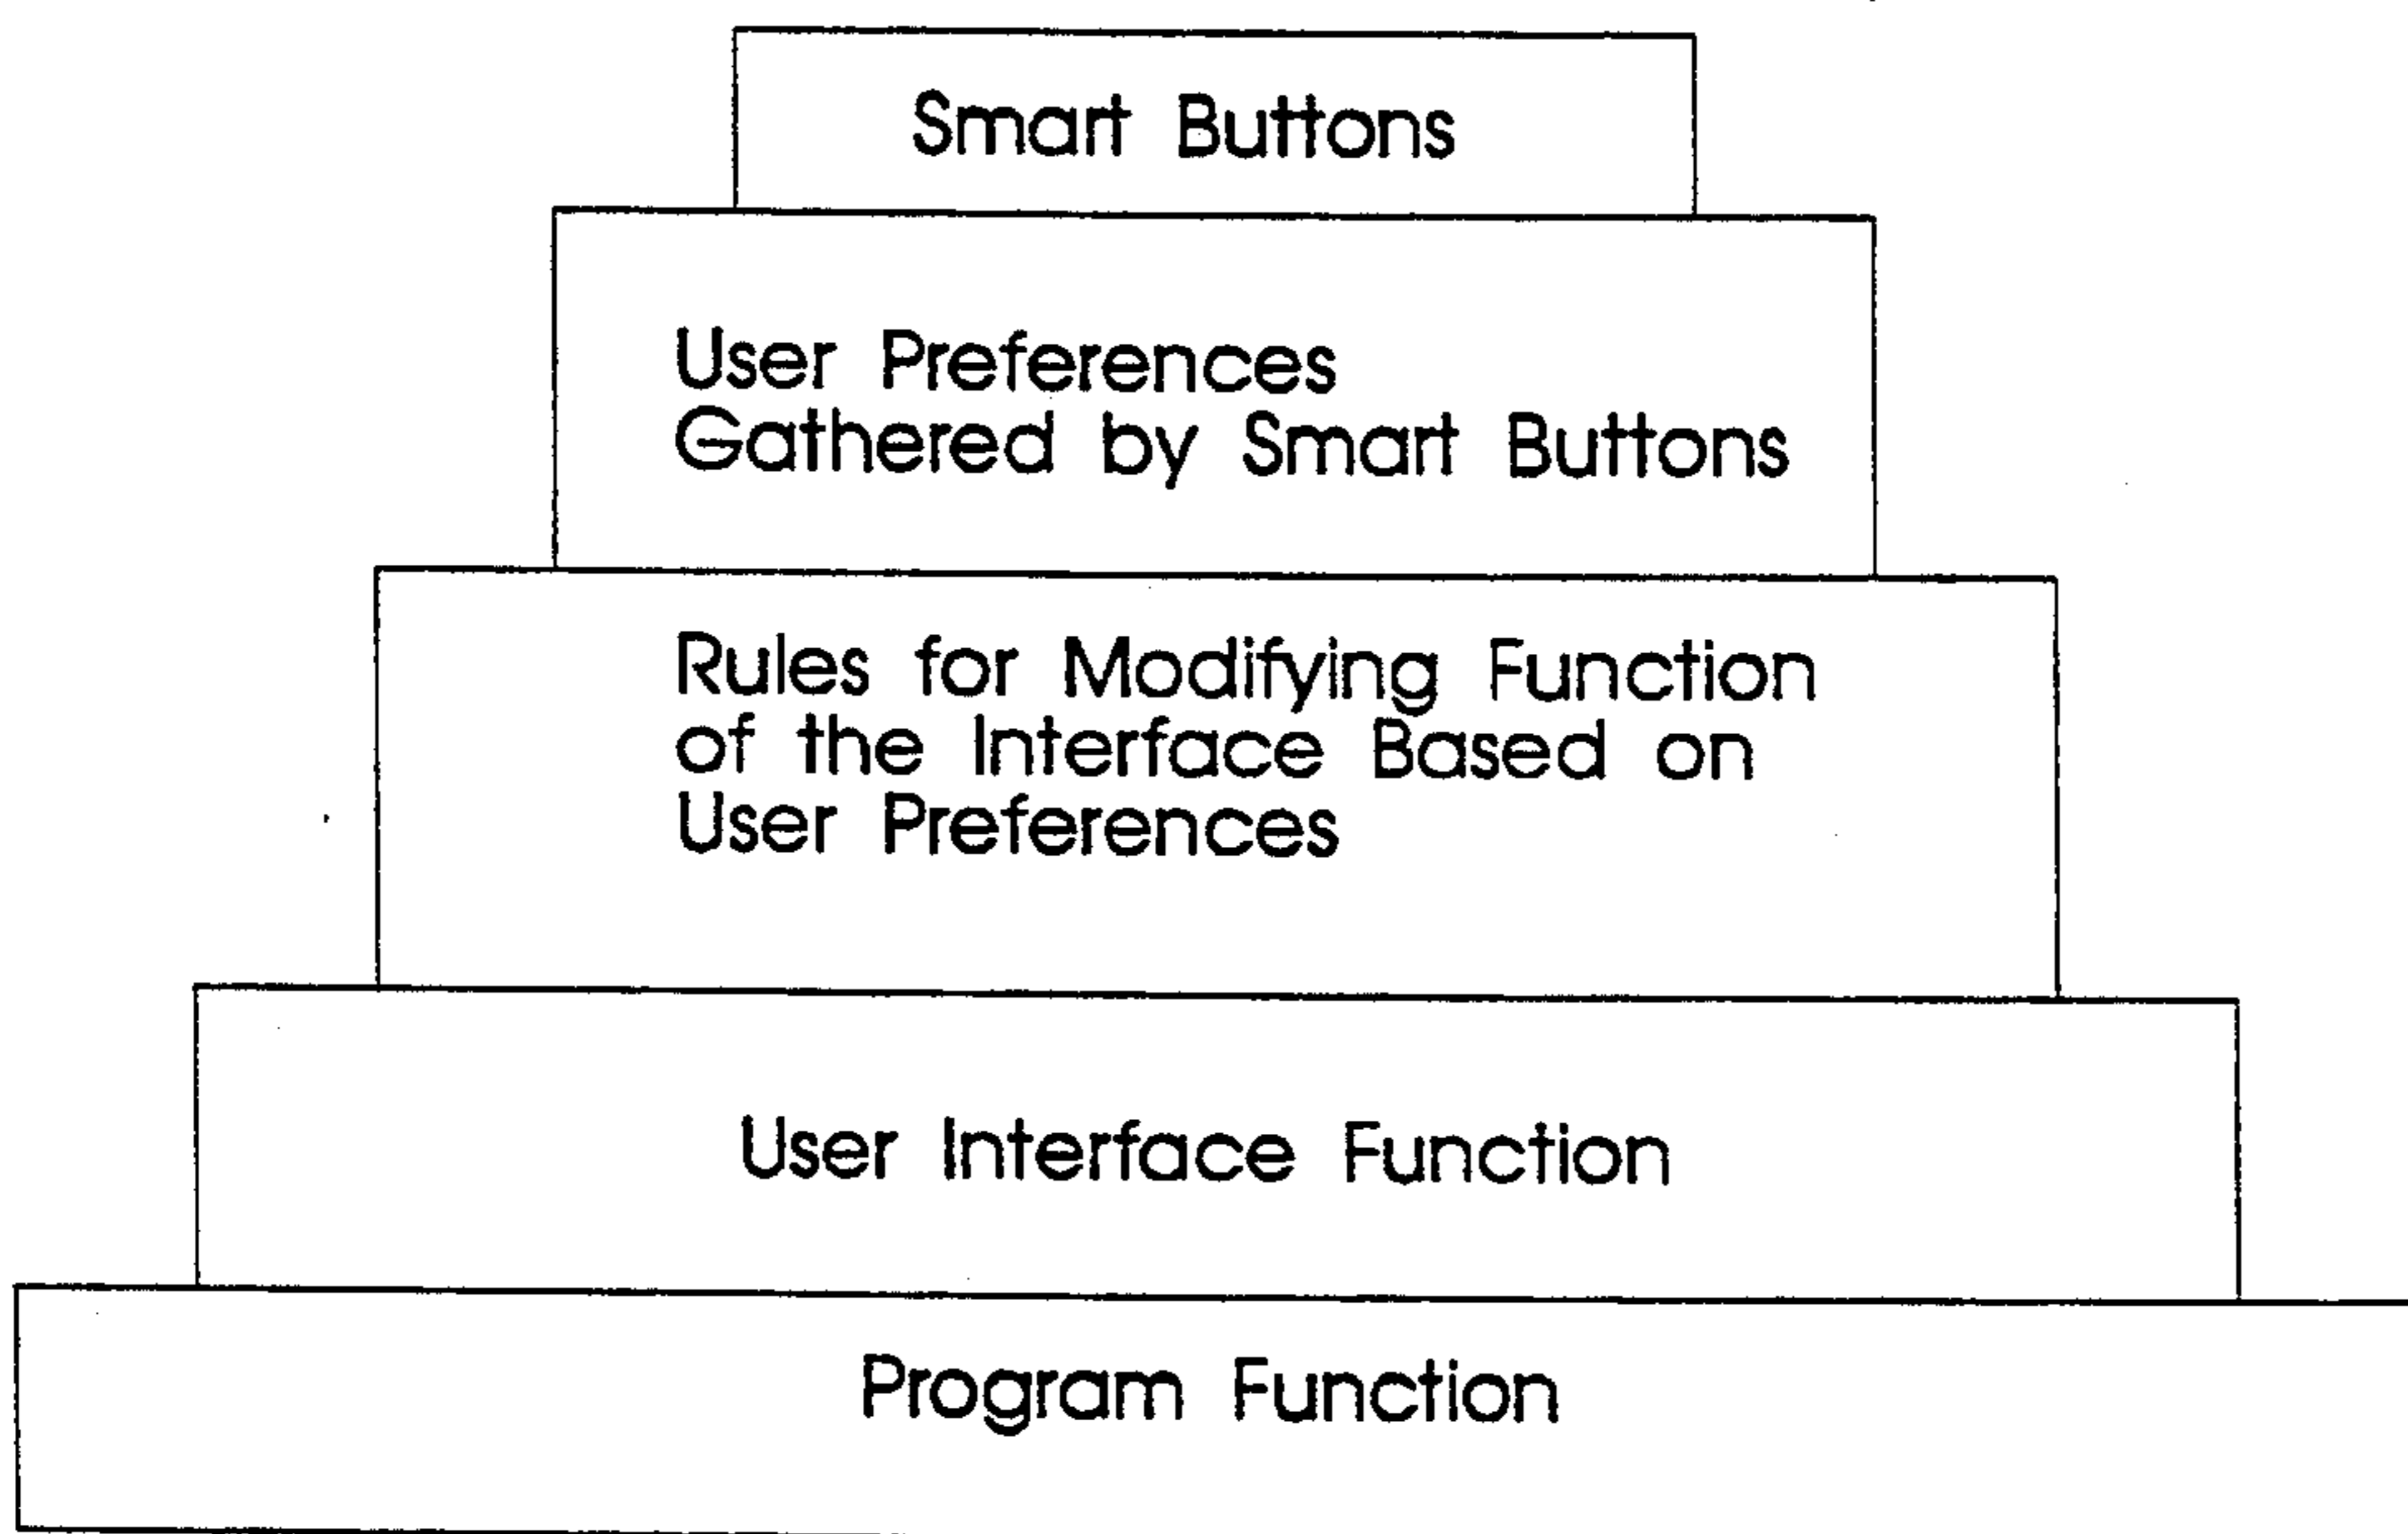 Smart Buttons
User Preferences
Gathered by Smart Buttons
Rules for Modifying Function
of the Interface Based on
User Preferences
User Interface Function
Program Function